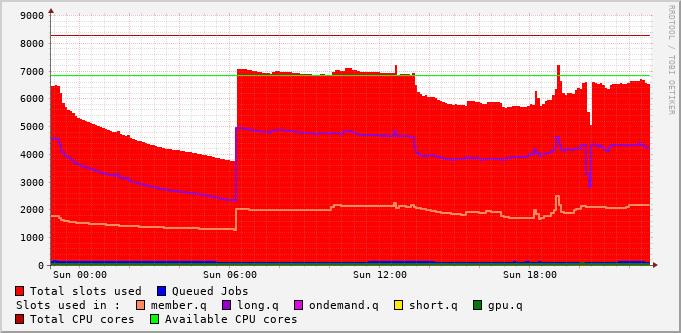 9000
8000
7000
6000
5000
4000
3000
2000
1000
0
Sun 00:00 Sun 06:00 Sun 12:00 Sun 18:00
RRDTOOL / TOBI OETIKER
Total slots used Queued Jobs
Slots used in : member.q long.q ondemand.q short.q gpu.q
Total CPU cores Available CPU cores